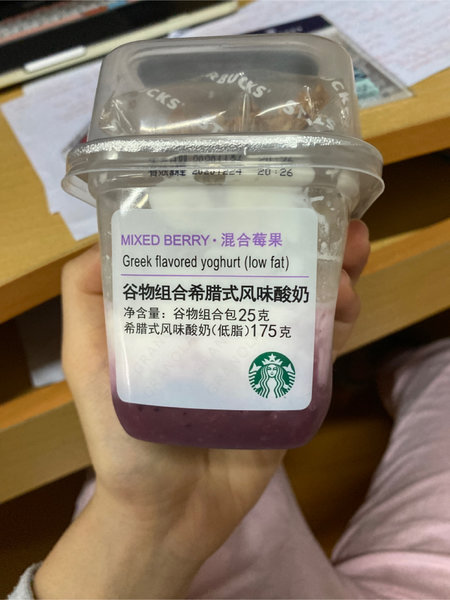 STARBUCKS
MIXED BERRY · 混合莓果
Greek flavored yoghurt (low fat)
谷物组合希腊式风味酸奶
净含量：谷物组合包25克
希腊式风味酸奶(低脂)175克